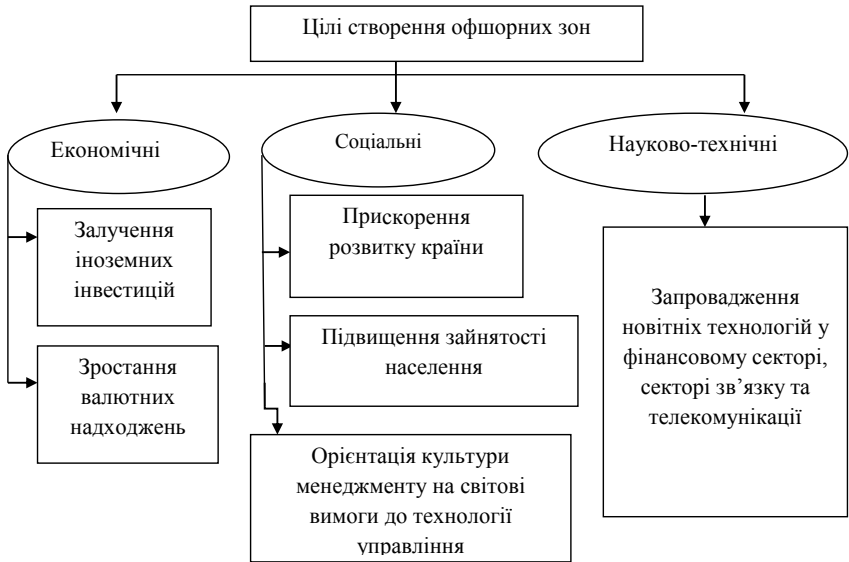 Цілі створення офшорних зон
Економічні
Соціальні
Науково-технічні
Залучення
іноземних
інвестицій
Зростання
валютних
надходжень
Прискорення
розвитку країни
Підвищення зайнятості
населення
Орієнтація культури
менеджменту на світові
вимоги до технології
управління
Запровадження
новітніх технологій у
фінансовому секторі,
секторі зв’язку та
телекомунікації